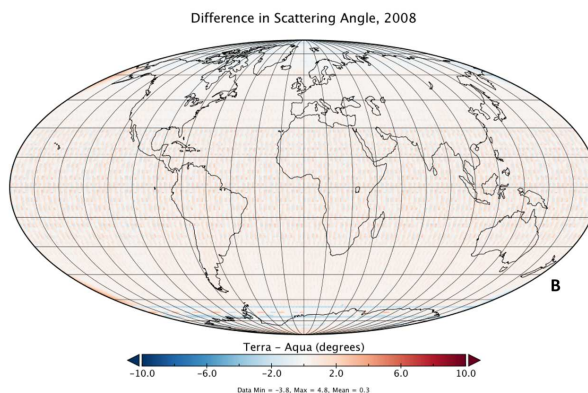 Difference in Scattering Angle, 2008
B
Terra – Aqua (degrees)
-10.0 -6.0 -2.0 2.0 6.0 10.0
Data Min = -3.8, Max = 4.8, Mean = 0.3